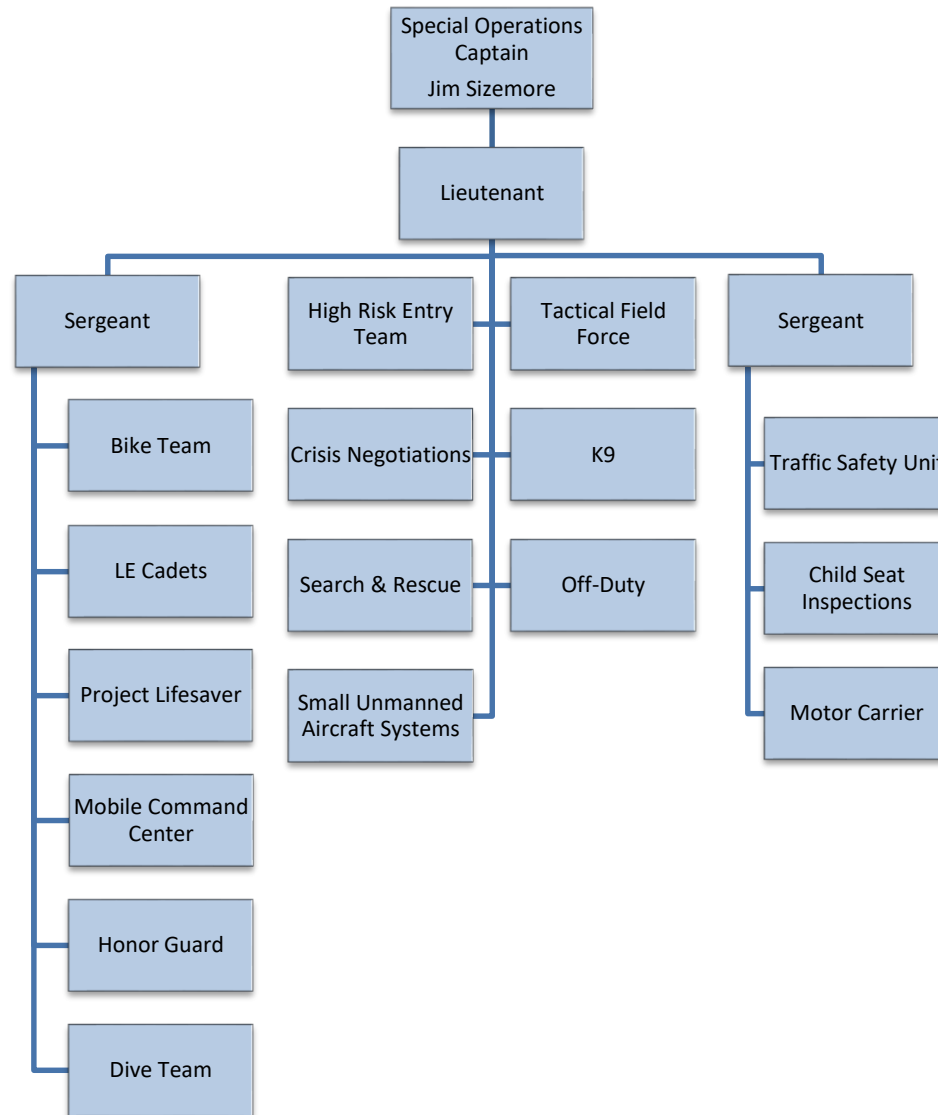 Special Operations
Captain
Jim Sizemore
Lieutenant
Sergeant
High Risk Entry
Team
Tactical Field
Force
Sergeant
Bike Team
Crisis Negotiations
K9
Traffic Safety Unit
LE Cadets
Search & Rescue
Off-Duty
Child Seat
Inspections
Project Lifesaver
Small Unmanned
Aircraft Systems
Motor Carrier
Mobile Command
Center
Honor Guard
Dive Team